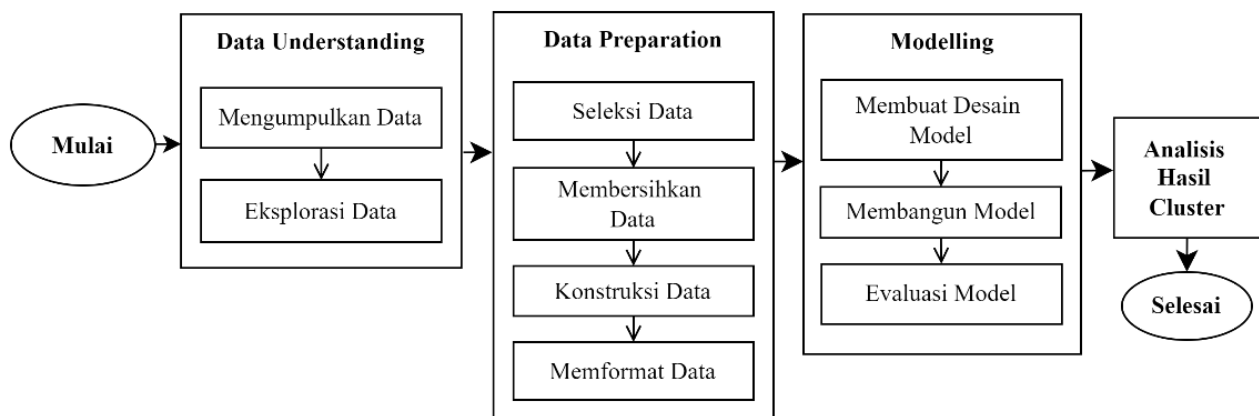 Mulai
Data Understanding
Mengumpulkan Data
Eksplorasi Data
Data Preparation
Seleksi Data
Membersihkan
Data
Konstruksi Data
Memformat Data
Modelling
Membuat Desain
Model
Membangun Model
Evaluasi Model
Analisis
Hasil
Cluster
Selesai